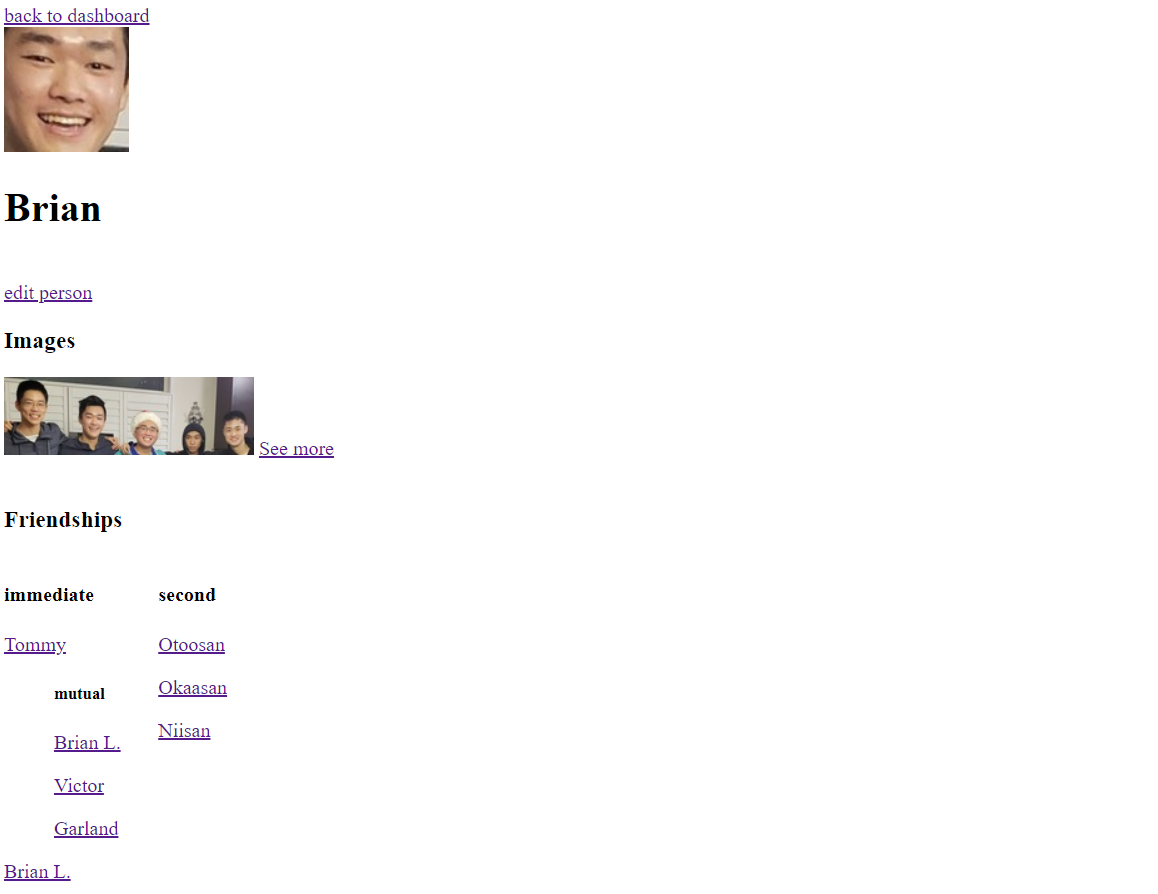 back to dashboard
Brian
edit person
Images
See more
Friendships
immediate
second
Tommy
Otoosan
mutual
Okaasan
Brian L.
Niisan
Victor
Garland
Brian L.